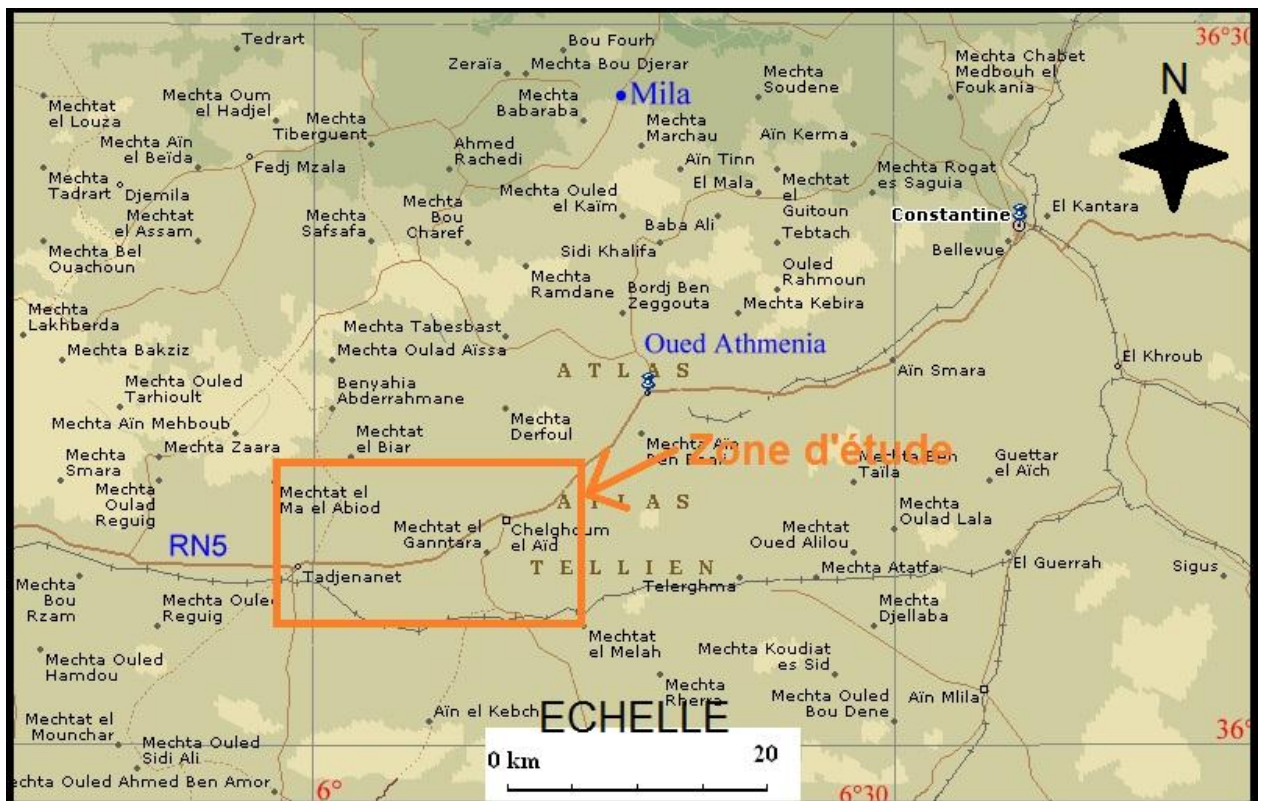 Tedrart
Bou Fourh
36°30
Zeraïa
Mechta Bou Djerar
Mechta Chabet
Medbouh el
Foukania
N
Mechtat
el Louza
Mechta Oum
el Hadjel
Mechta
Babaraba
Mila
Mechta
Soudene
Mechta
Tiberguent
Mechta
Marchau
Aïn Kerma
Mechta Aïn
el Beïda
Fedj Mzala
Ahmed
Rachedi
Aïn Tinn
Mechta Rogat
es Saguia
Mechta
Tadrart
Djemila
El Mala
Mechtat
el
Guitoun
Mechta Ouled
el Kaïm
Mechtat
el Assam
Mechta
Safsafa
Mechta
Bou
Charef
Constantine
El Kantara
Baba Ali
Tebtach
Mechta Bel
Ouachoun
Sidi Khalifa
Bellevue
Mechta
Ramdane
Ouled
Rahmoun
Bordj Ben
Zeggouta
Mechta Kebira
Mechta
Lakhberda
Mechta Tabesbast
Mechta Bakziz
Mechta Oulad Aïssa
Oued Athmenia
El Khroub
ATLAS
Aïn Smara
Mechta Ouled
Tarhioult
Benyahia
Abderrahmane
Mechta Aïn Mehboub
Mechtat
el Biar
Mechta
Derfoul
Mechta Zaara
Mechta Aïn
Zone d'étude
Mechta
Smara
Mechta Ben
Taïla
Guettar
el Aïch
Mechta
Oulad
Reguig
Mechtat el
Ma el Abiod
ATLAS
Mechta
Oulad Lala
Mechtat el
Ganntara
Chelghoum
el Aïd
Mechtat
Oued Alilou
RN5
TELLIEN
Tadjenanet
Telerghma
Mechta Atatfa
El Guerrah
Sigus
Mechta
Bou
Rzam
Mechta Ouled
Reguig
Mechta
Djellaba
Mechtat
el Melah
Mechta Koudiat
es Sid
Mechta Ouled
Hamdou
Mechta
Rherra
Mechta Ouled
Bou Dene
Aïn Mlila
Mechtat el
Mounchar
Aïn el Kebch
ECHELLE
36°
Mechta Ouled
Sidi Ali
0 km
20
echta Ouled Ahmed Ben Amor
6°
6°30